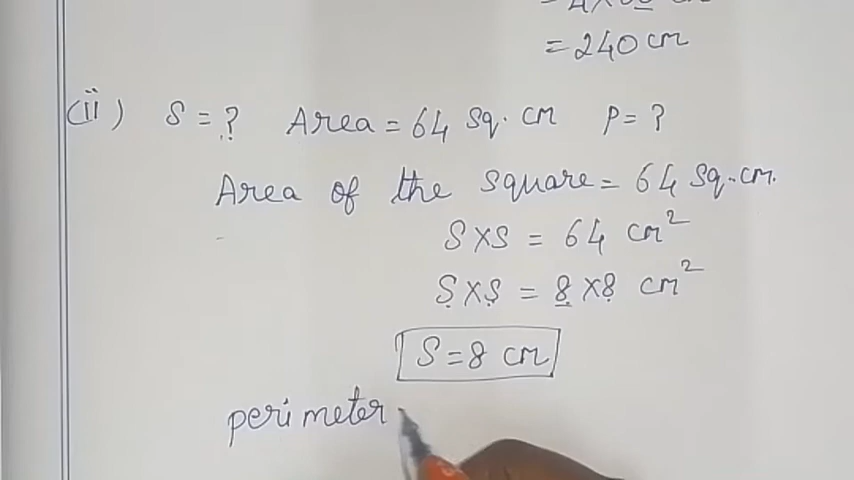 = 240 cm
(ii) S = ? Area = 64 Sq. cm P = ?
Area of the square = 64 Sq. cm.
S X S = 64 cm²
S X S = 8 X 8 cm²
S = 8 cm
perimeter